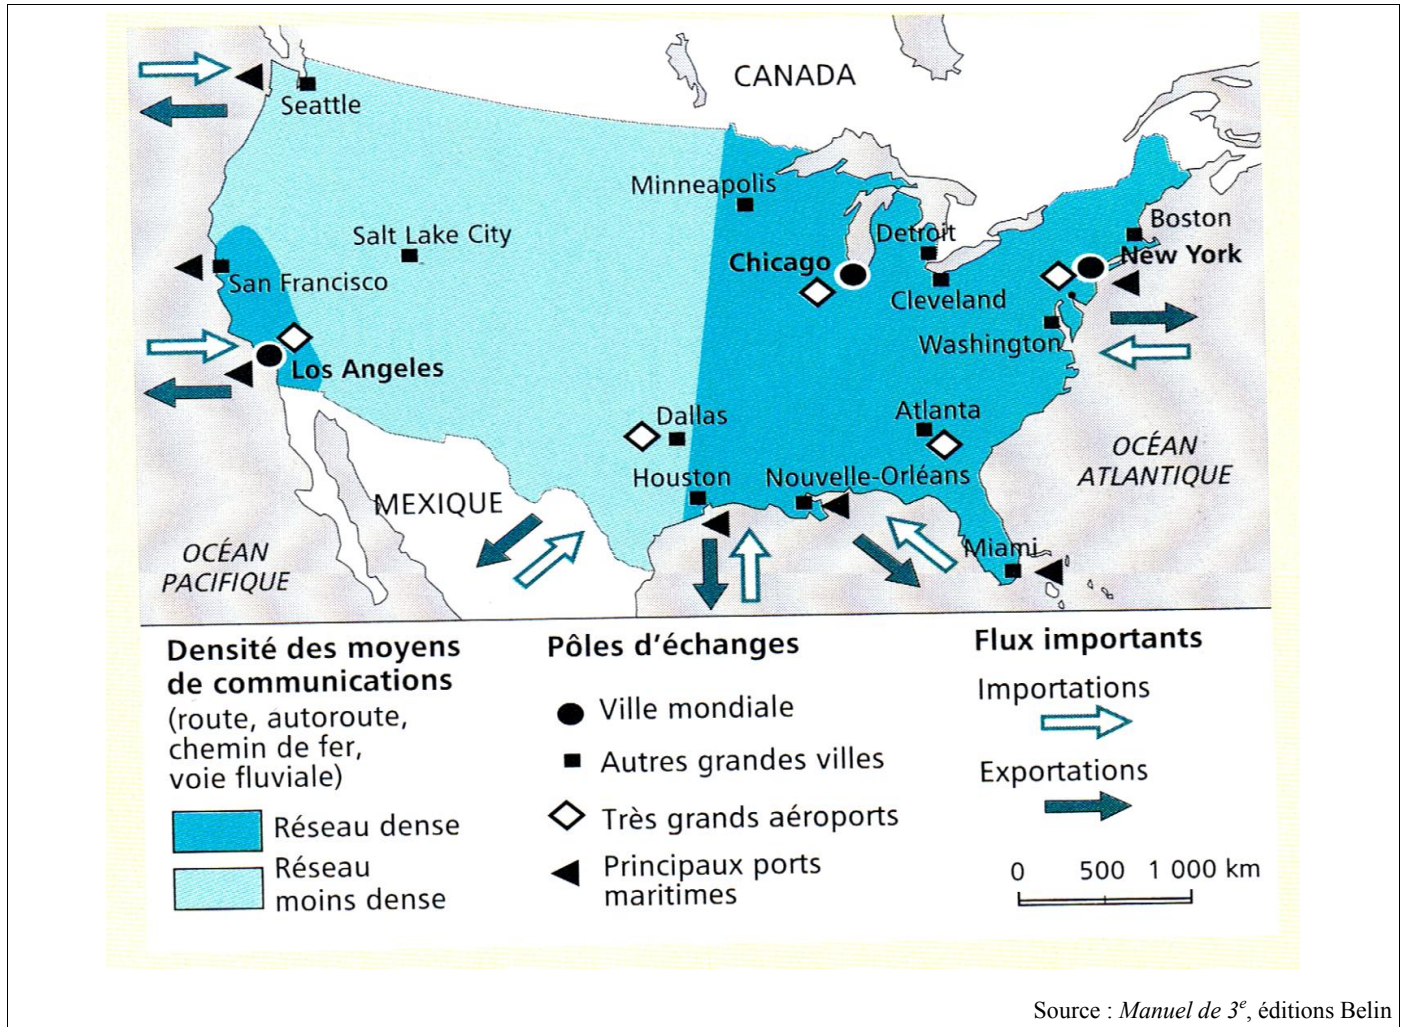 CANADA
Seattle
Minneapolis
Boston
Salt Lake City
Detroit
New York
Chicago
San Francisco
Cleveland
Washington
Los Angeles
Dallas
Atlanta
OCÉAN
ATLANTIQUE
Houston
Nouvelle-Orléans
MEXIQUE
Miami
OCÉAN
PACIFIQUE
Densité des moyens
de communications
(route, autoroute,
chemin de fer,
voie fluviale)
Réseau dense
Réseau
moins dense
Pôles d'échanges
Ville mondiale
Autres grandes villes
Très grands aéroports
Principaux ports
maritimes
Flux importants
Importations
Exportations
0 500 1 000 km
Source : Manuel de 3e, éditions Belin